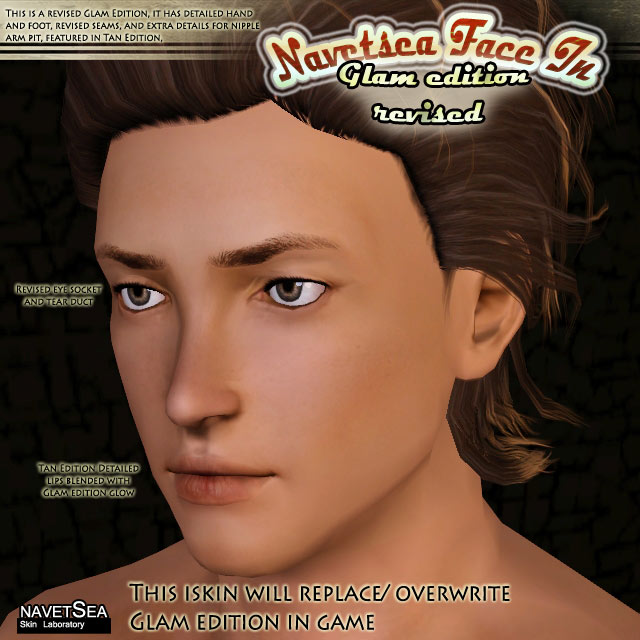 This is a revised Glam Edition, it has detailed hand
and foot, revised seams, and extra details for nipple
arm pit, featured in Tan Edition,
Navetsea Face In
Glam edition
revised
Revised eye socket
and tear duct
Tan Edition Detailed
lips blended with
Glam edition glow
This iskin will replace/ overwrite
Glam edition in game
NAVETSEA
Skin Laboratory